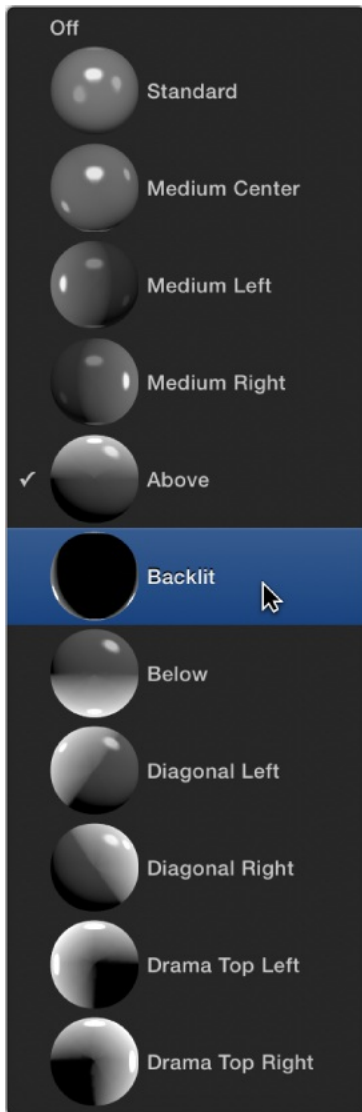 Off
Standard
Medium Center
Medium Left
Medium Right
Above
Backlit
Below
Diagonal Left
Diagonal Right
Drama Top Left
Drama Top Right